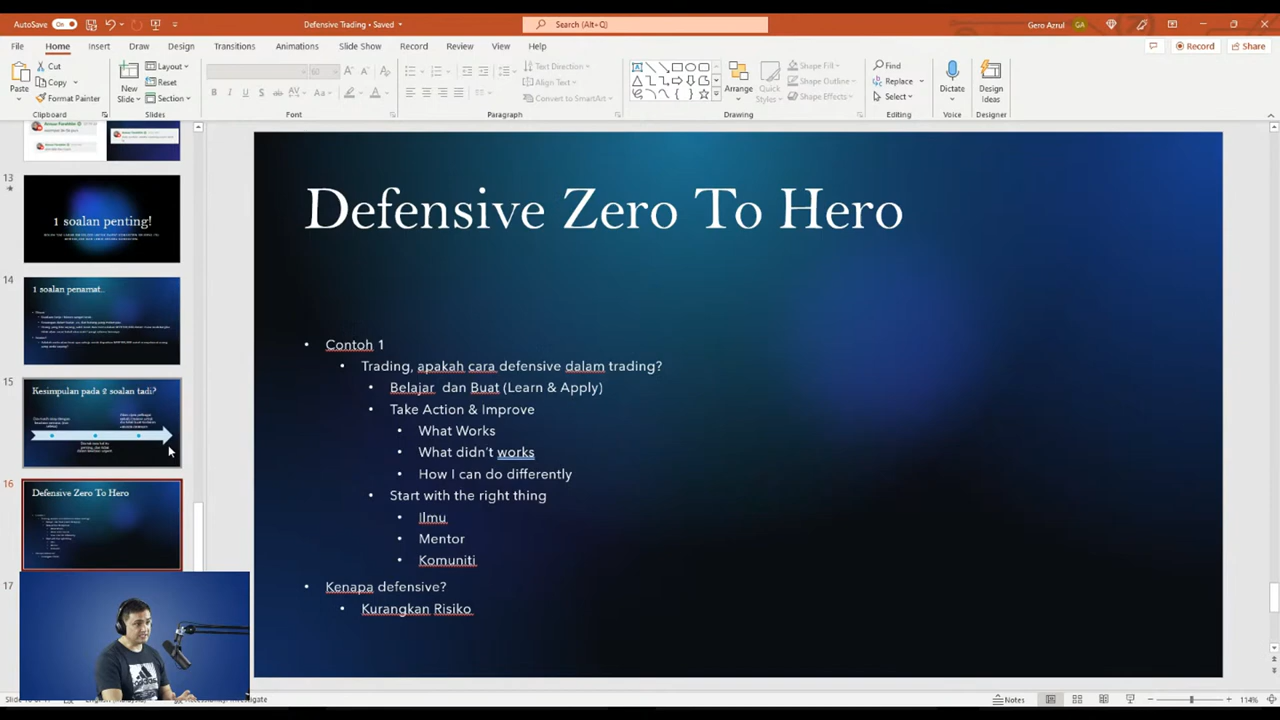 AutoSave On
Defensive Trading • Saved
Search (Alt+Q)
Gero Azrul GA
File Home Insert Draw Design Transitions Animations Slide Show Record Review View Help
Record Share
Paste
Cut
Copy
Format Painter
Clipboard
New Slide
Layout
Reset
Section
Slides
60
Font
Text Direction
Align Text
Convert to SmartArt
Paragraph
Arrange
Quick Styles
Shape Fill
Shape Outline
Shape Effects
Drawing
Find
Replace
Select
Editing
Dictate
Voice
Design Ideas
Designer
13
1 soalan penting!
14
1 soalan penamat..
15
Kesimpulan pada 2 soalan tadi?
16
Defensive Zero To Hero
17
Defensive Zero To Hero
• Contoh 1
• Trading, apakah cara defensive dalam trading?
• Belajar dan Buat (Learn & Apply)
• Take Action & Improve
• What Works
• What didn't works
• How I can do differently
• Start with the right thing
• Ilmu
• Mentor
• Komuniti
• Kenapa defensive?
• Kurangkan Risiko
Notes
114%